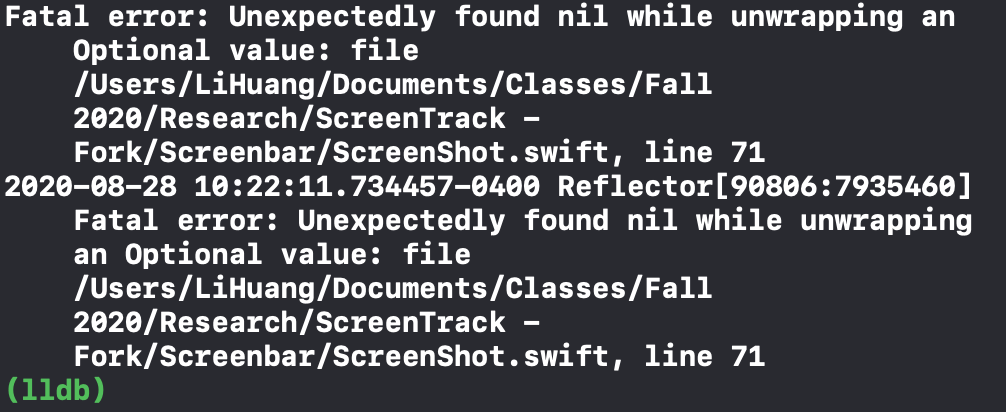 Fatal error: Unexpectedly found nil while unwrapping an
Optional value: file
/Users/LiHuang/Documents/Classes/Fall
2020/Research/ScreenTrack -
Fork/Screenbar/ScreenShot.swift, line 71
2020-08-28 10:22:11.734457-0400 Reflector[90806:7935460]
Fatal error: Unexpectedly found nil while unwrapping
an Optional value: file
/Users/LiHuang/Documents/Classes/Fall
2020/Research/ScreenTrack -
Fork/Screenbar/ScreenShot.swift, line 71
(lldb)